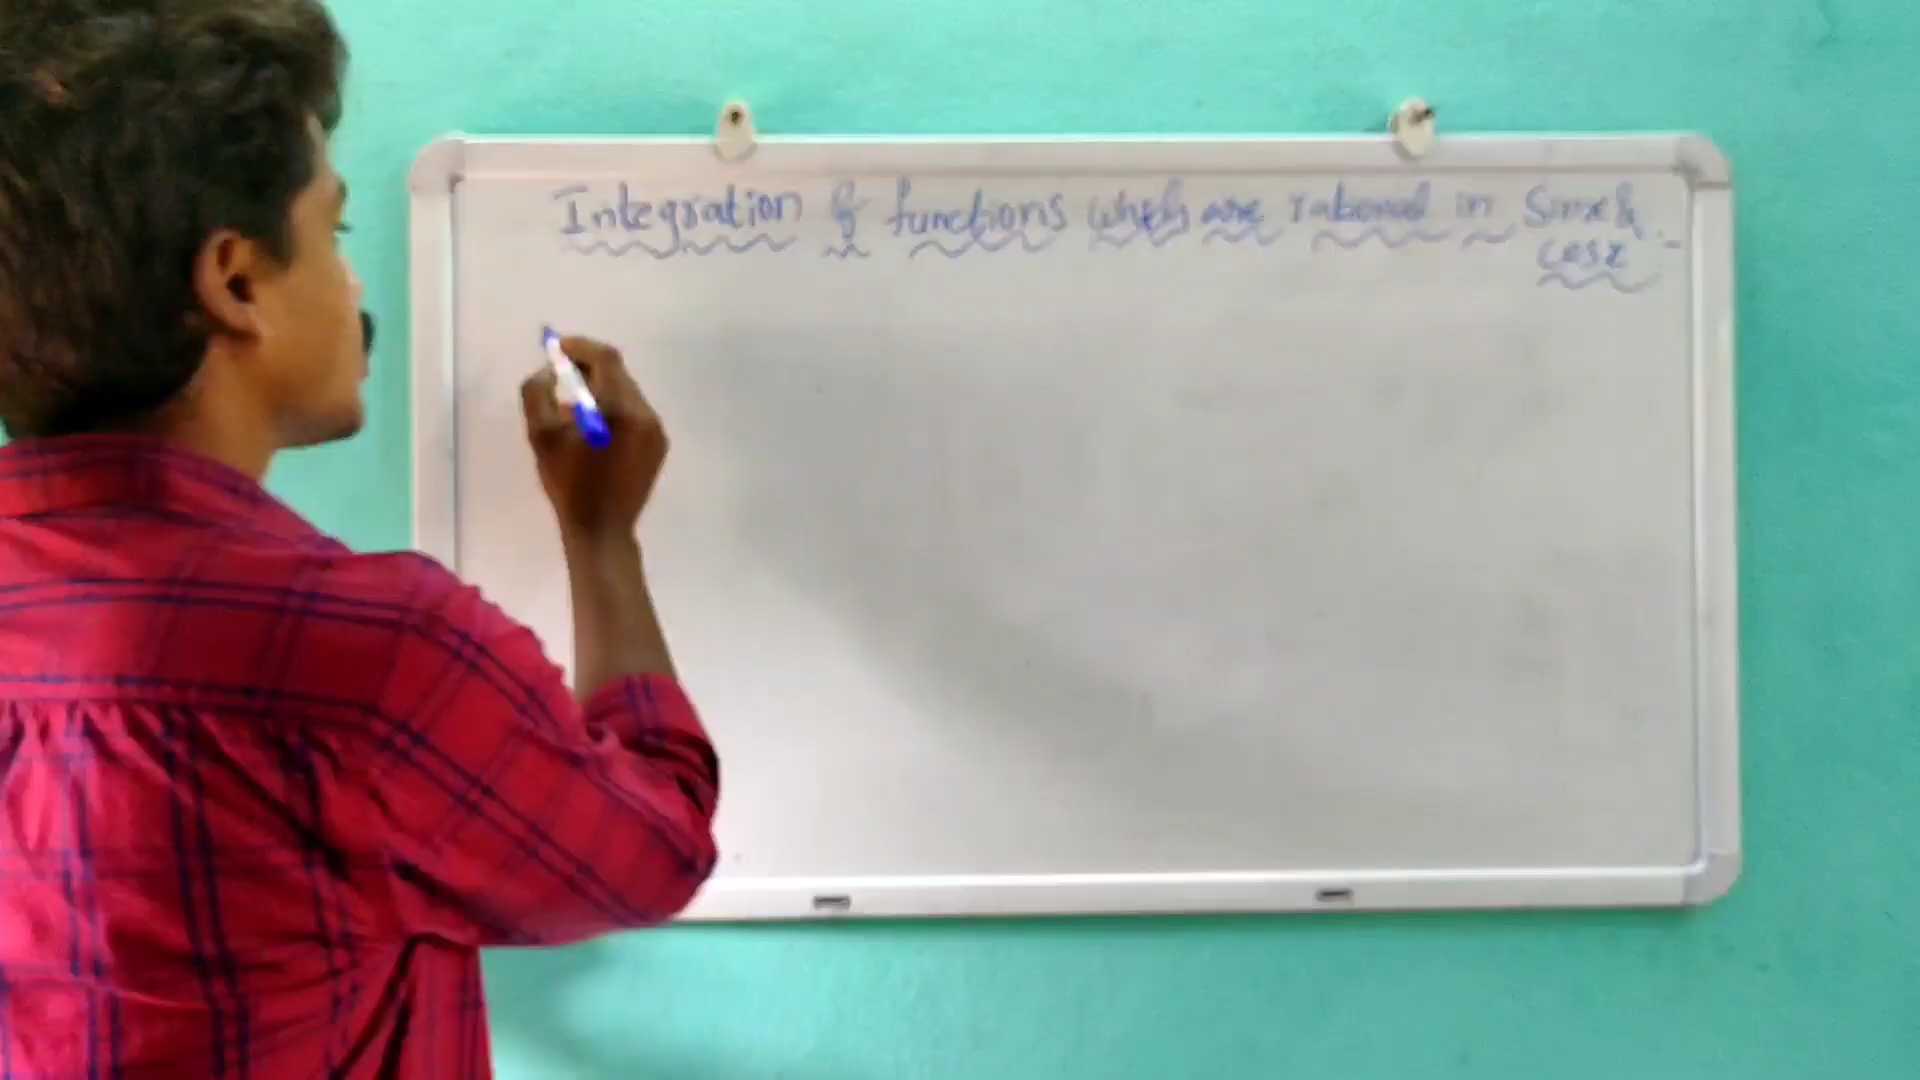 Integration of functions which are rational in Sinx &
cosx :-